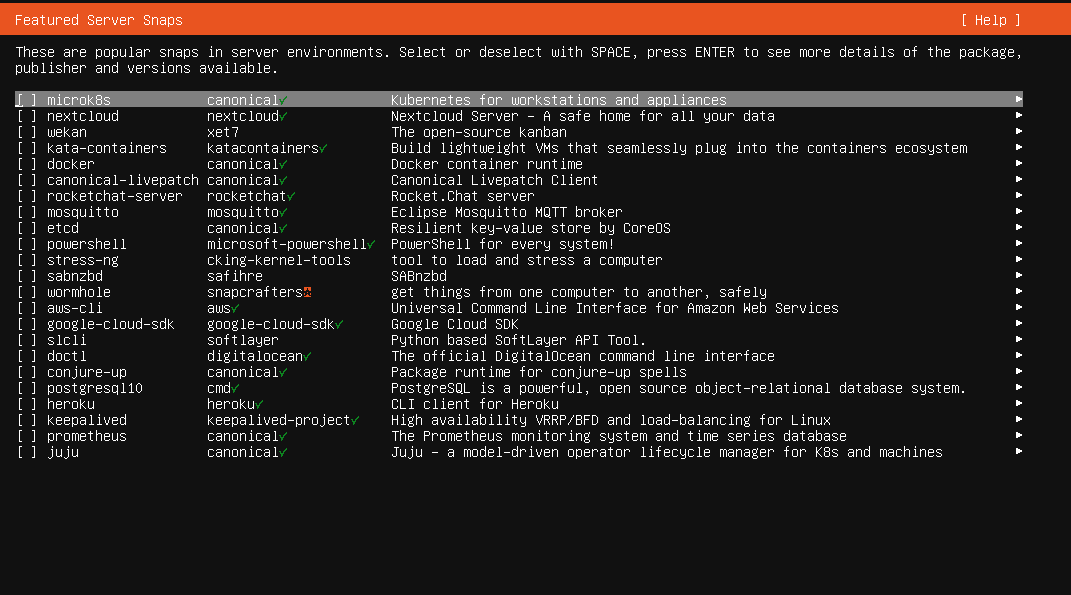 Featured Server Snaps [ Help ]
These are popular snaps in server environments. Select or deselect with SPACE, press ENTER to see more details of the package,
publisher and versions available.
[ ] microk8s canonical✓ Kubernetes for workstations and appliances ▸
[ ] nextcloud nextcloud✓ Nextcloud Server - A safe home for all your data ▸
[ ] wekan xet7 The open-source kanban ▸
[ ] kata-containers katacontainers✓ Build lightweight VMs that seamlessly plug into the containers ecosystem ▸
[ ] docker canonical✓ Docker container runtime ▸
[ ] canonical-livepatch canonical✓ Canonical Livepatch Client ▸
[ ] rocketchat-server rocketchat✓ Rocket.Chat server ▸
[ ] mosquitto mosquitto✓ Eclipse Mosquitto MQTT broker ▸
[ ] etcd canonical✓ Resilient key-value store by CoreOS ▸
[ ] powershell microsoft-powershell✓ PowerShell for every system! ▸
[ ] stress-ng cking-kernel-tools tool to load and stress a computer ▸
[ ] sabnzbd safihre SABnzbd ▸
[ ] wormhole snapcrafters get things from one computer to another, safely ▸
[ ] aws-cli aws✓ Universal Command Line Interface for Amazon Web Services ▸
[ ] google-cloud-sdk google-cloud-sdk✓ Google Cloud SDK ▸
[ ] slcli softlayer Python based SoftLayer API Tool. ▸
[ ] doctl digitalocean✓ The official DigitalOcean command line interface ▸
[ ] conjure-up canonical✓ Package runtime for conjure-up spells ▸
[ ] postgresql10 cmd✓ PostgreSQL is a powerful, open source object-relational database system. ▸
[ ] heroku heroku✓ CLI client for Heroku ▸
[ ] keepalived keepalived-project✓ High availability VRRP/BFD and load-balancing for Linux ▸
[ ] prometheus canonical✓ The Prometheus monitoring system and time series database ▸
[ ] juju canonical✓ Juju - a model-driven operator lifecycle manager for K8s and machines ▸